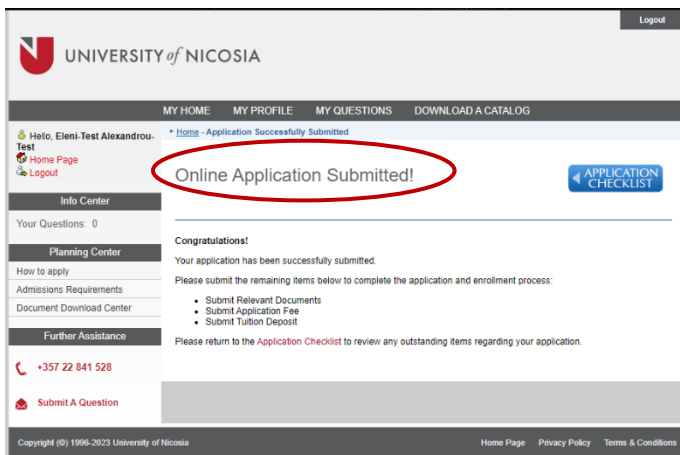 Logout
UNIVERSITY of NICOSIA
MY HOME MY PROFILE MY QUESTIONS DOWNLOAD A CATALOG
Hello, Eleni-Test Alexandrou-
Test
Home Page
Logout
Info Center
Your Questions: 0
Planning Center
How to apply
Admissions Requirements
Document Download Center
Further Assistance
+357 22 841 528
Submit A Question
Home - Application Successfully Submitted
Online Application Submitted!
APPLICATION
CHECKLIST
Congratulations!
Your application has been successfully submitted.
Please submit the remaining items below to complete the application and enrollment process:
• Submit Relevant Documents
• Submit Application Fee
• Submit Tuition Deposit
Please return to the Application Checklist to review any outstanding items regarding your application.
Copyright (©) 1996-2023 University of Nicosia
Home Page Privacy Policy Terms & Conditions